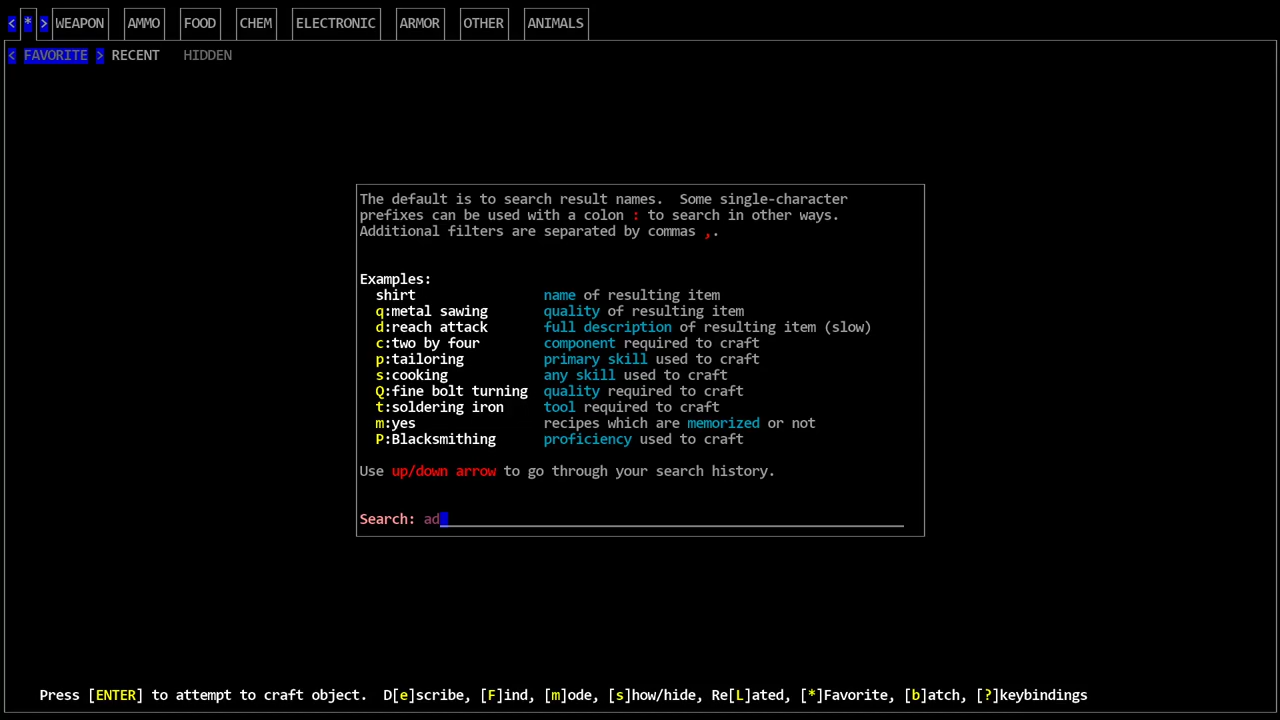 < * > WEAPON AMMO FOOD CHEM ELECTRONIC ARMOR OTHER ANIMALS
< FAVORITE > RECENT HIDDEN
The default is to search result names.  Some single-character
prefixes can be used with a colon : to search in other ways.
Additional filters are separated by commas ,.
Examples:
shirt name of resulting item
q:metal sawing quality of resulting item
d:reach attack full description of resulting item (slow)
c:two by four component required to craft
p:tailoring primary skill used to craft
s:cooking any skill used to craft
Q:fine bolt turning quality required to craft
t:soldering iron tool required to craft
m:yes recipes which are memorized or not
P:Blacksmithing proficiency used to craft
Use up/down arrow to go through your search history.
Search: ad
Press [ENTER] to attempt to craft object.  D[e]scribe, [F]ind, [m]ode, [s]how/hide, Re[L]ated, [*]Favorite, [b]atch, [?]keybindings